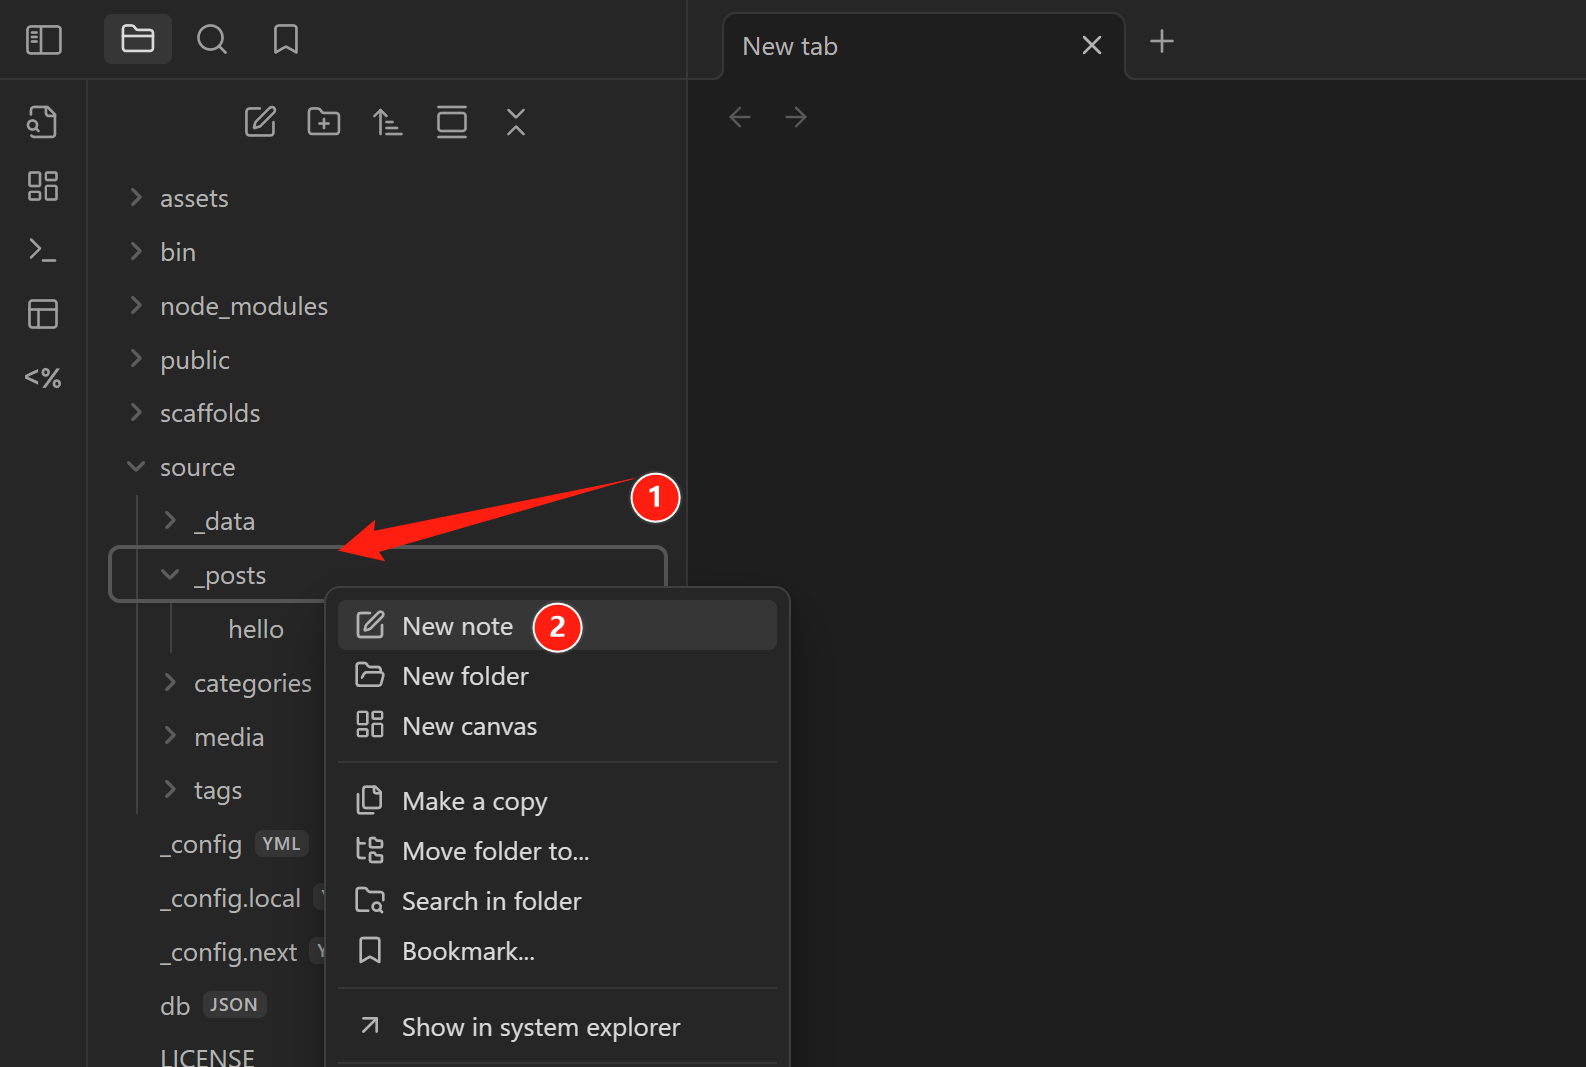 New tab
<%
assets
bin
node_modules
public
scaffolds
source
_data
1
_posts
hello
New note 2
New folder
categories
New canvas
media
tags
Make a copy
_config YML
Move folder to...
_config.local
Search in folder
_config.next Y
Bookmark...
db JSON
Show in system explorer
LICENSE